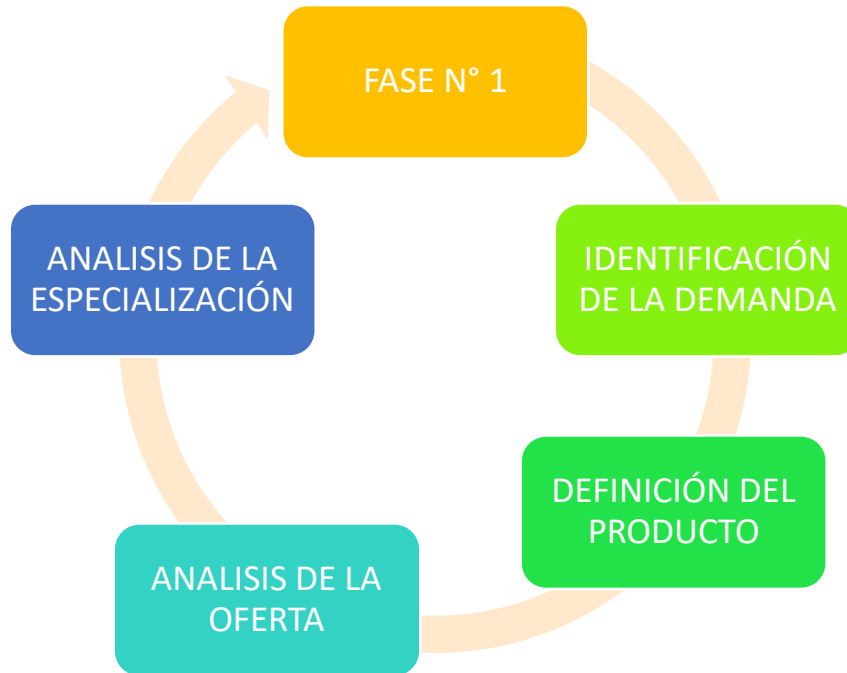 FASE N° 1
IDENTIFICACIÓN
DE LA DEMANDA
DEFINICIÓN DEL
PRODUCTO
ANALISIS DE LA
OFERTA
ANALISIS DE LA
ESPECIALIZACIÓN